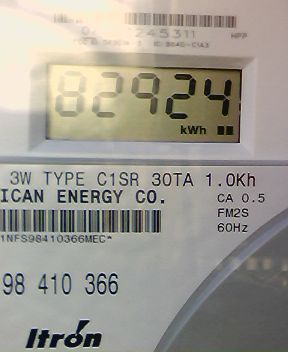 245311
82924
kWh
3W TYPE C1SR 30TA 1.0Kh
ICAN ENERGY CO. CA 0.5
FM2S
60Hz
1NFS98410366MEC*
98 410 366
Itron